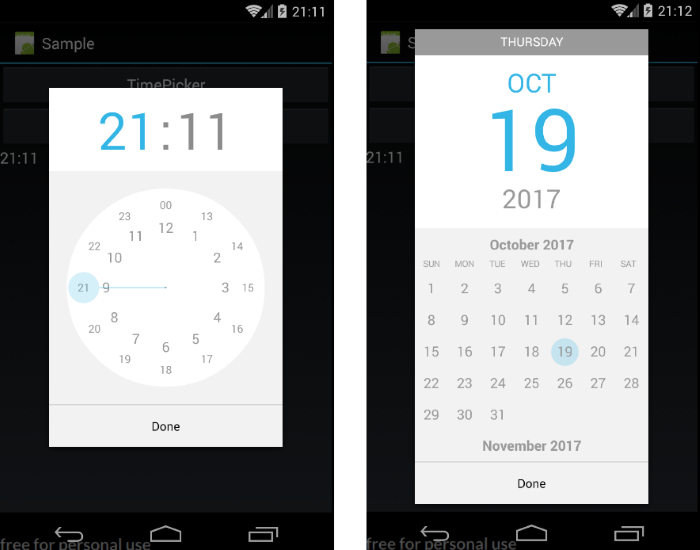 21:11
Sample
TimePicker
21:11
21:11
00
23
13
12
11
1
22
14
10
2
21
9
3
15
8
4
20
16
7
5
6
19
17
18
Done
free for personal use
21:12
S
THURSDAY
OCT
19
2017
21:11
October 2017
SUN MON TUE WED THU FRI SAT
1 2 3 4 5 6 7
8 9 10 11 12 13 14
15 16 17 18 19 20 21
22 23 24 25 26 27 28
29 30 31
November 2017
Done
free for personal use